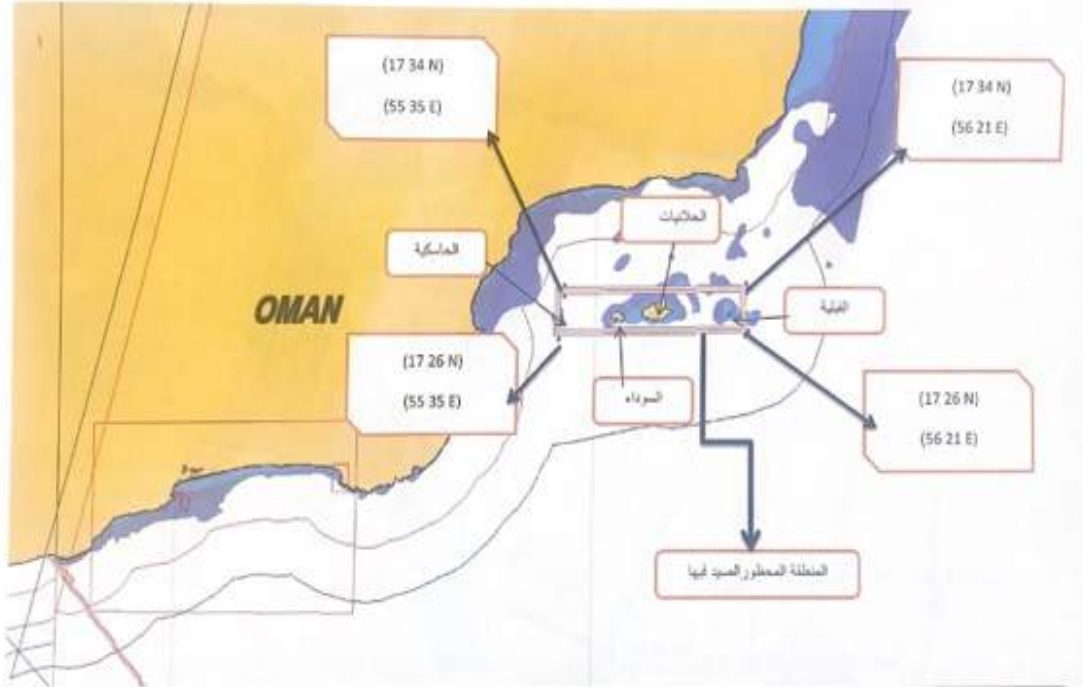 (17 34 N)
(55 35 E)
(17 34 N)
(56 21 E)
الحلانيات
الحاسكية
OMAN
القبلية
(17 26 N)
(55 35 E)
السوداء
(17 26 N)
(56 21 E)
المنطقة المحظور الصيد فيها